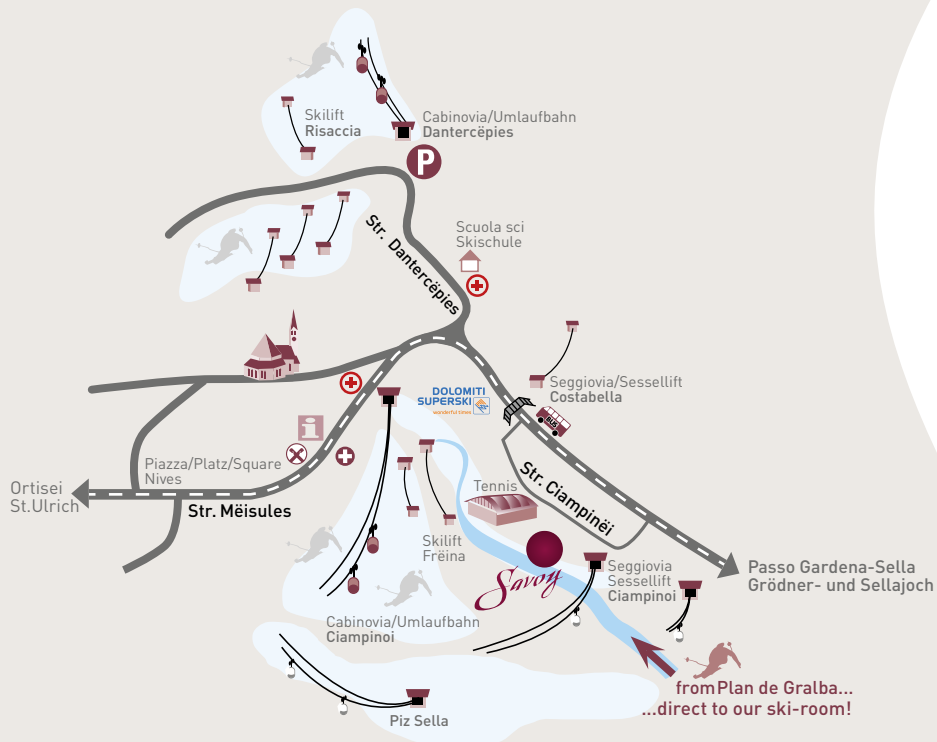 Skilift
Risaccia
Cabinovia/Umlaufbahn
Dantercëpies
P
Str. Dantercëpies
Scuola sci
Skischule
Seggiovia/Sessellift
Costabella
DOLOMITI
SUPERSKI
BUS
Piazza/Platz/Square
Nives
Ortisei
St.Ulrich
Str. Mëisules
Str. Ciampinëi
Tennis
Skilift
Frëina
Savoy
Seggiovia
Sessellift
Ciampinoi
Passo Gardena-Sella
Grödner- und Sellajoch
Cabinovia/Umlaufbahn
Ciampinoi
Piz Sella
fromPlan de Gralba...
...direct to our ski-room!